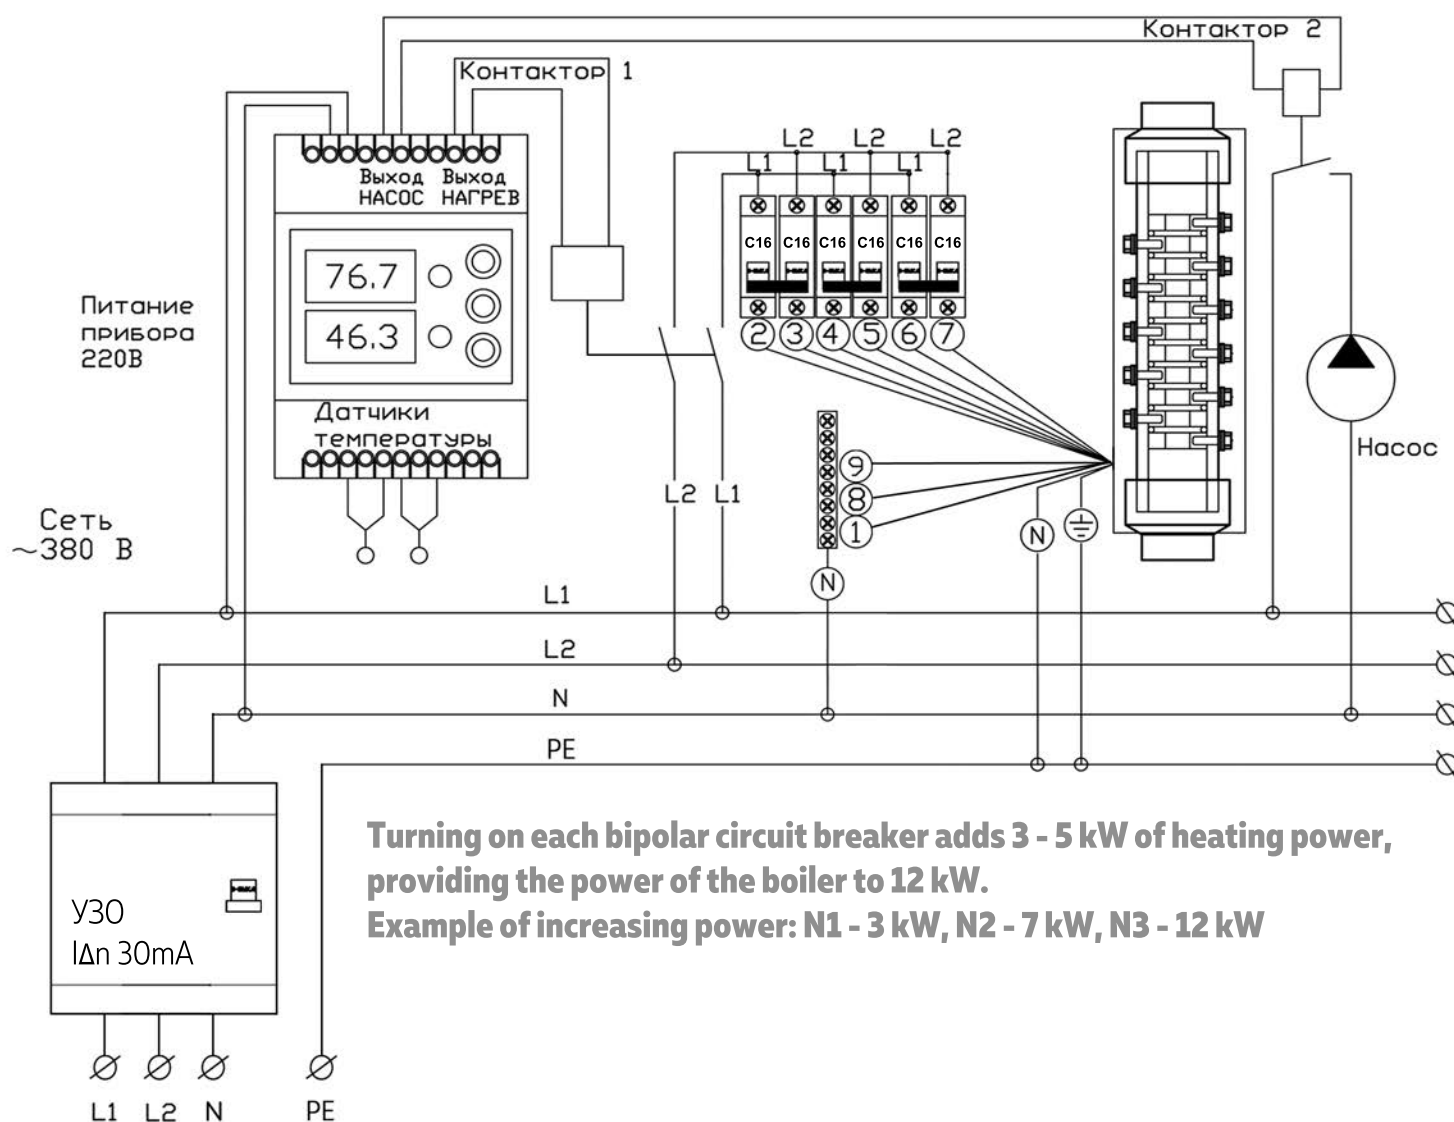 Контактор 2
Контактор 1
Выход Выход
НАСОС НАГРЕВ
76.7
46.3
Питание
прибора
220В
Датчики
температуры
Сеть
~380 В
L2 L2 L2
L1 L1 L1
C16 C16 C16 C16 C16 C16
2 3 4 5 6 7
9
8
1
N
N
L2 L1
Насос
L1
L2
N
PE
УЗО
IΔn 30mA
Turning on each bipolar circuit breaker adds 3 - 5 kW of heating power,
providing the power of the boiler to 12 kW.
Example of increasing power: N1 - 3 kW, N2 - 7 kW, N3 - 12 kW
L1 L2 N PE